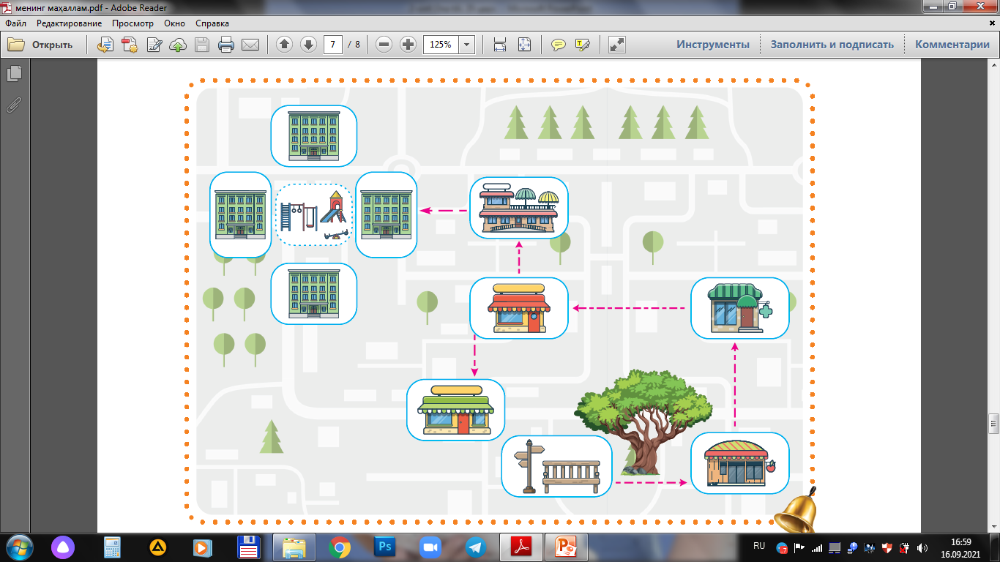 менинг маҳаллам.pdf - Adobe Reader
Файл Редактирование Просмотр Окно Справка
Открыть 7 / 8 125% Инструменты Заполнить и подписать Комментарии
Ps
RU 16:59
16.09.2021